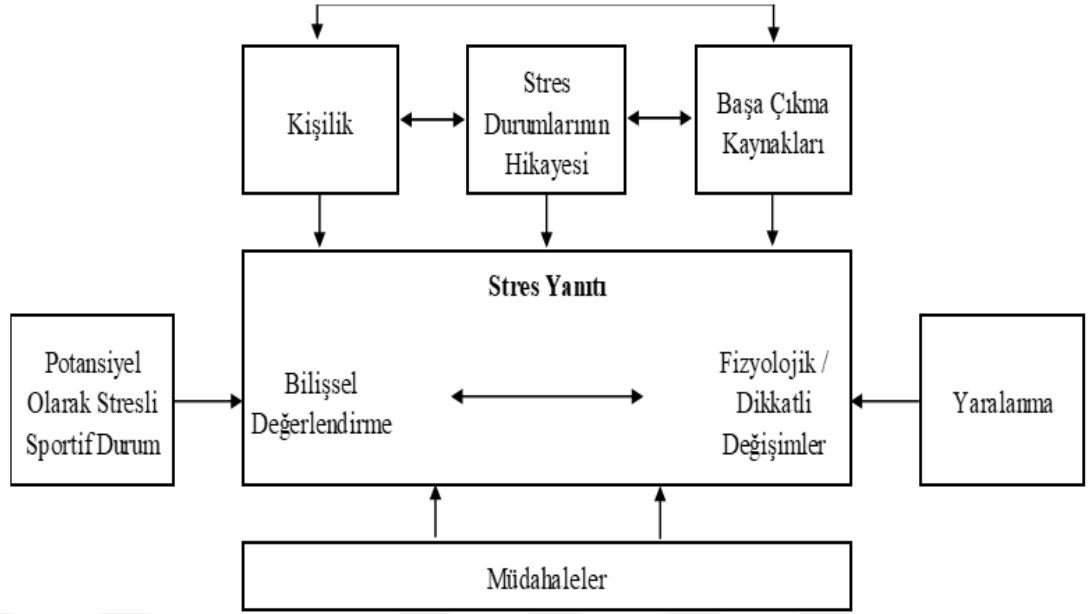 Kişilik
Stres
Durumlarının
Hikayesi
Başa Çıkma
Kaynakları
Stres Yanıtı
Potansiyel
Olarak Stresli
Sportif Durum
Bilişsel
Değerlendirme
Fizyolojik /
Dikkatli
Değişimler
Yaralanma
Müdahaleler